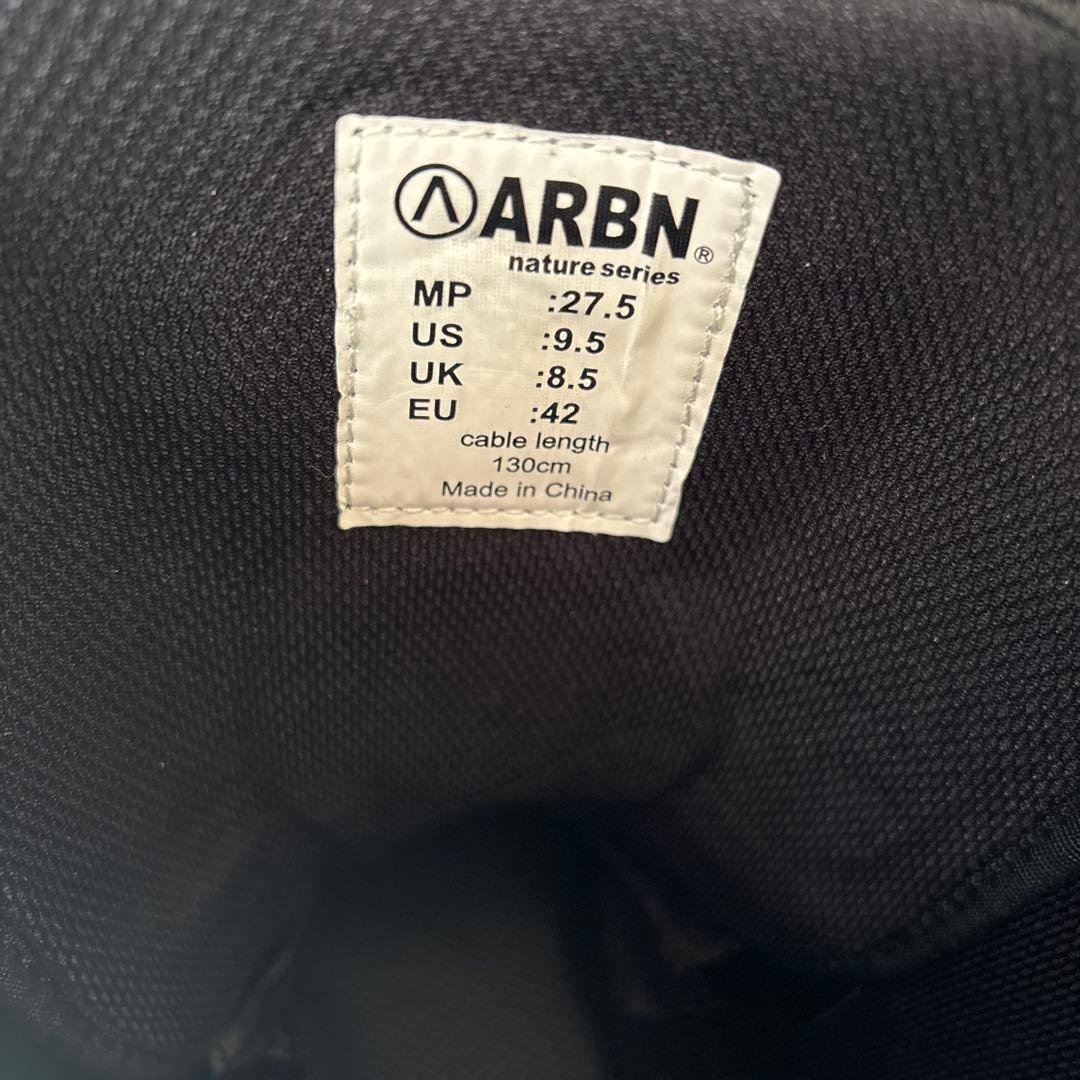 ARBN®
nature series
MP :27.5
US :9.5
UK :8.5
EU :42
cable length
130cm
Made in China